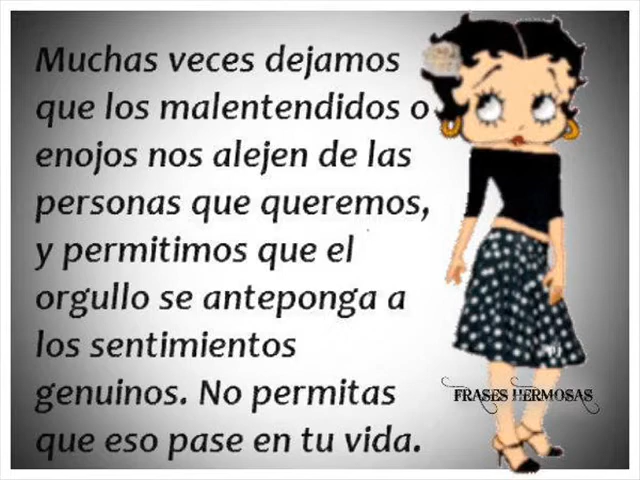 Muchas veces dejamos
que los malentendidos o
enojos nos alejen de las
personas que queremos,
y permitimos que el
orgullo se anteponga a
los sentimientos
genuinos. No permitas
que eso pase en tu vida.
FRASES HERMOSAS